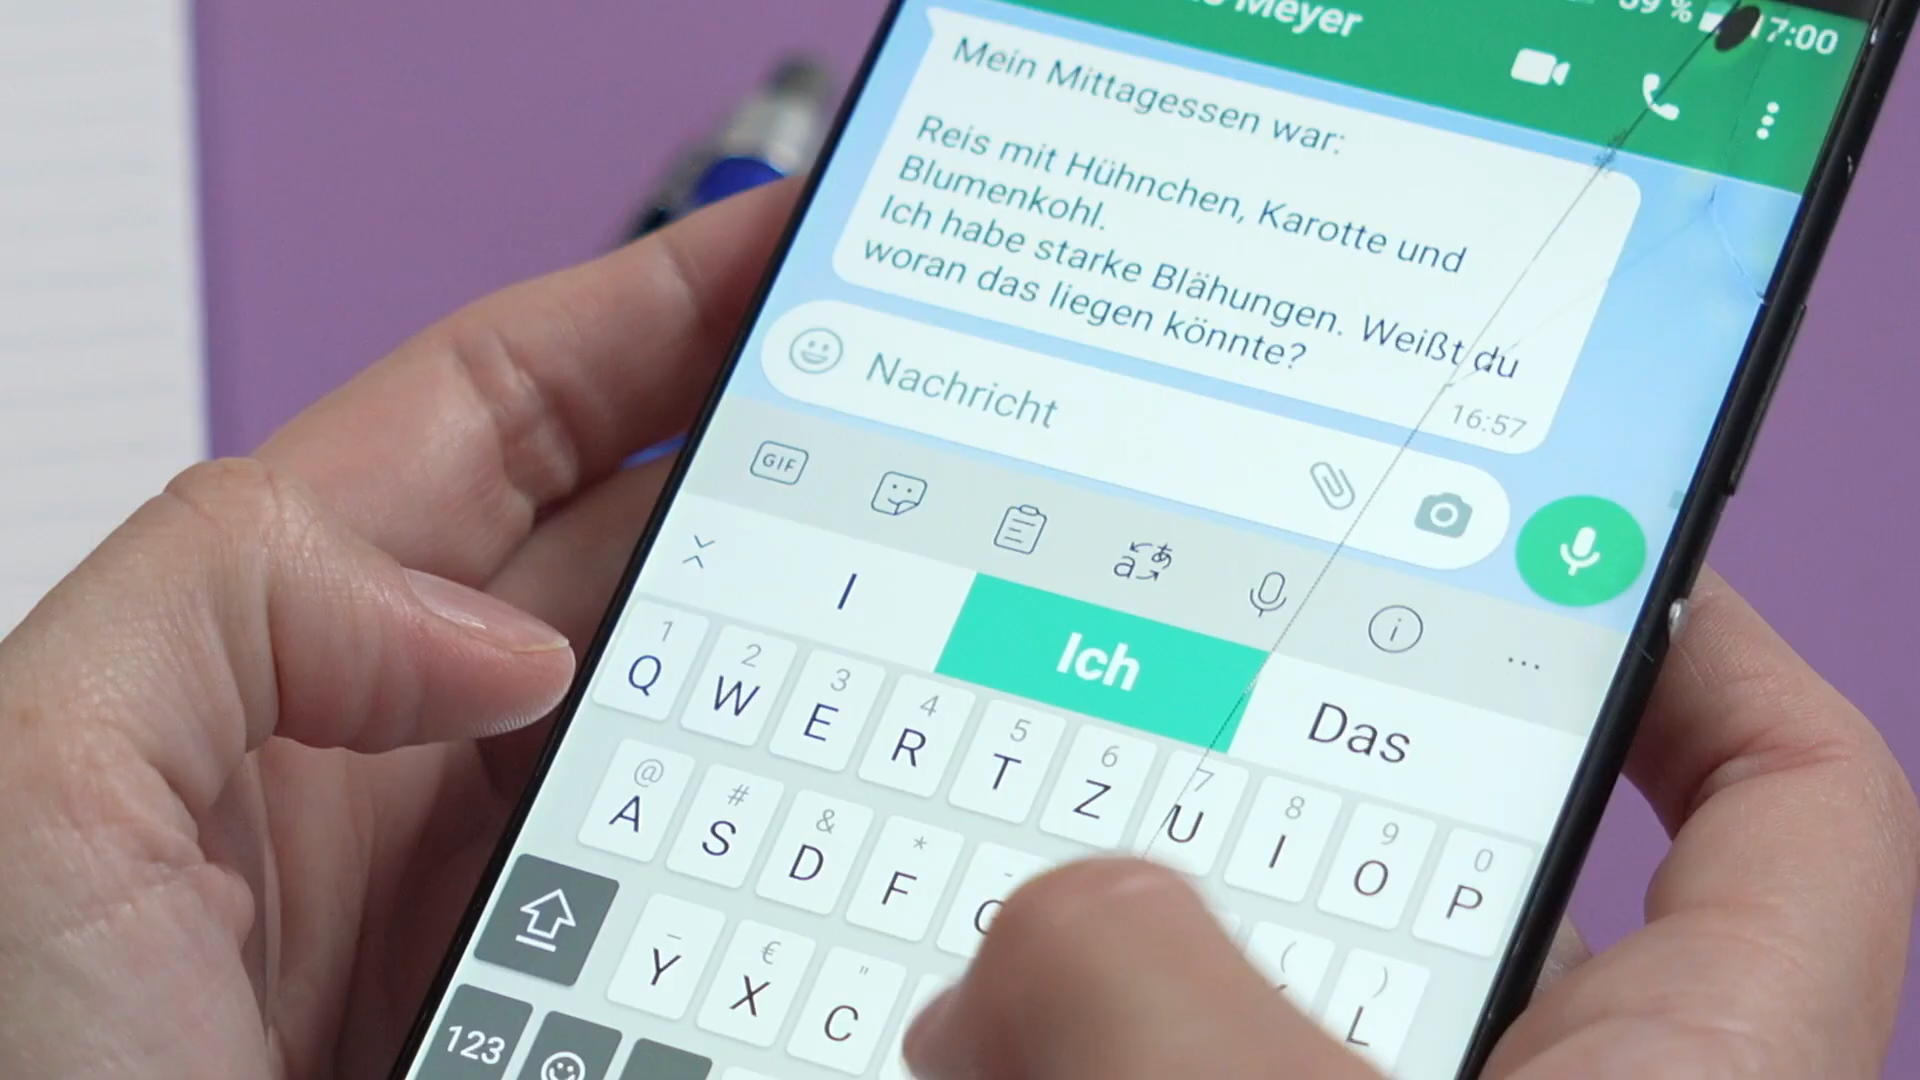 Meyer
17:00
Mein Mittagessen war:
Reis mit Hühnchen, Karotte und
Blumenkohl.
Ich habe starke Blähungen. Weißt du
woran das liegen könnte?
16:57
Nachricht
GIF
I Ich Das
1 2 3 4 5 6 7 8 9 0
Q W E R T Z U I O P
@ # & * -
A S D F L
_ € " ( )
Y X C
123